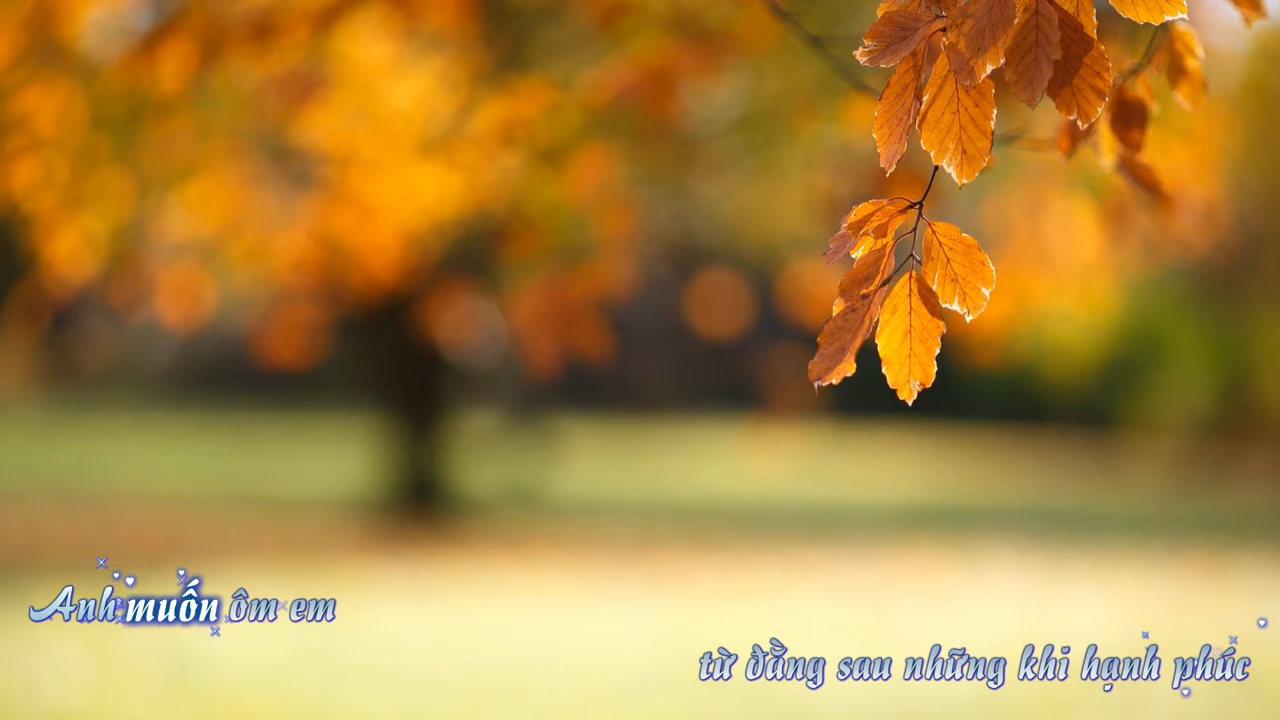 Anh muốn ôm em
từ đằng sau những khi hạnh phúc